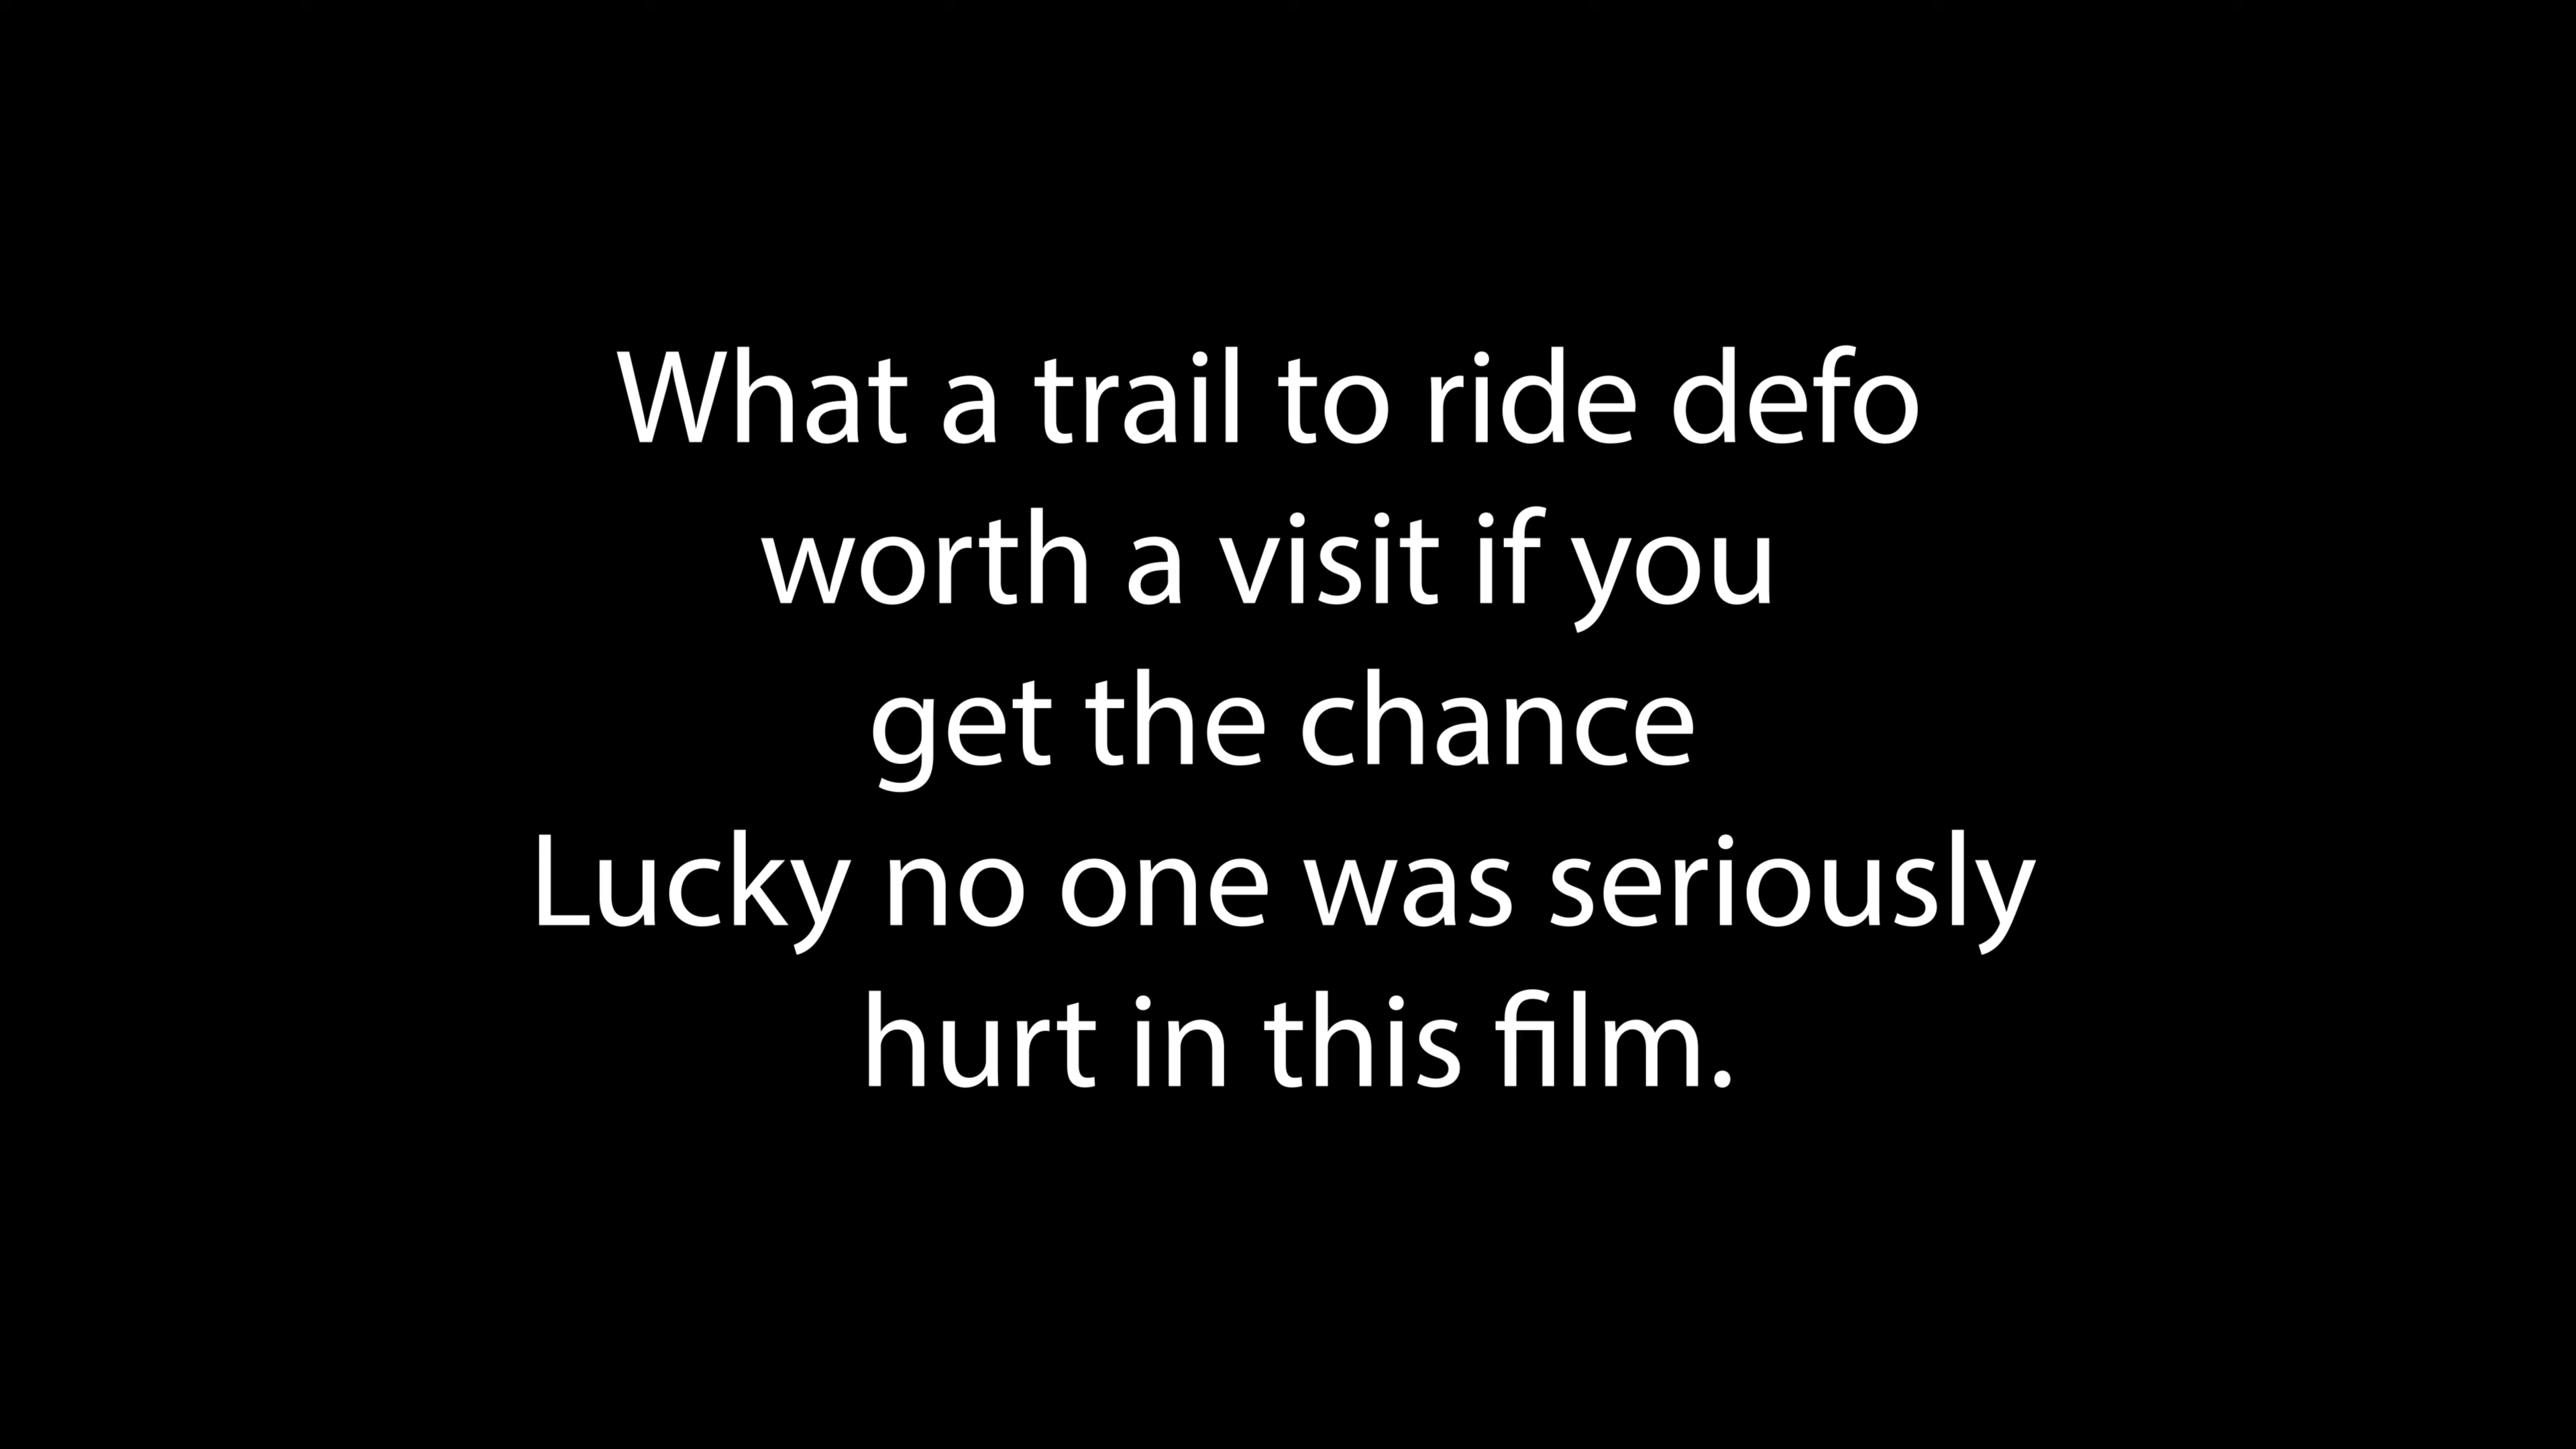 What a trail to ride defo
worth a visit if you
get the chance
Lucky no one was seriously
hurt in this film.